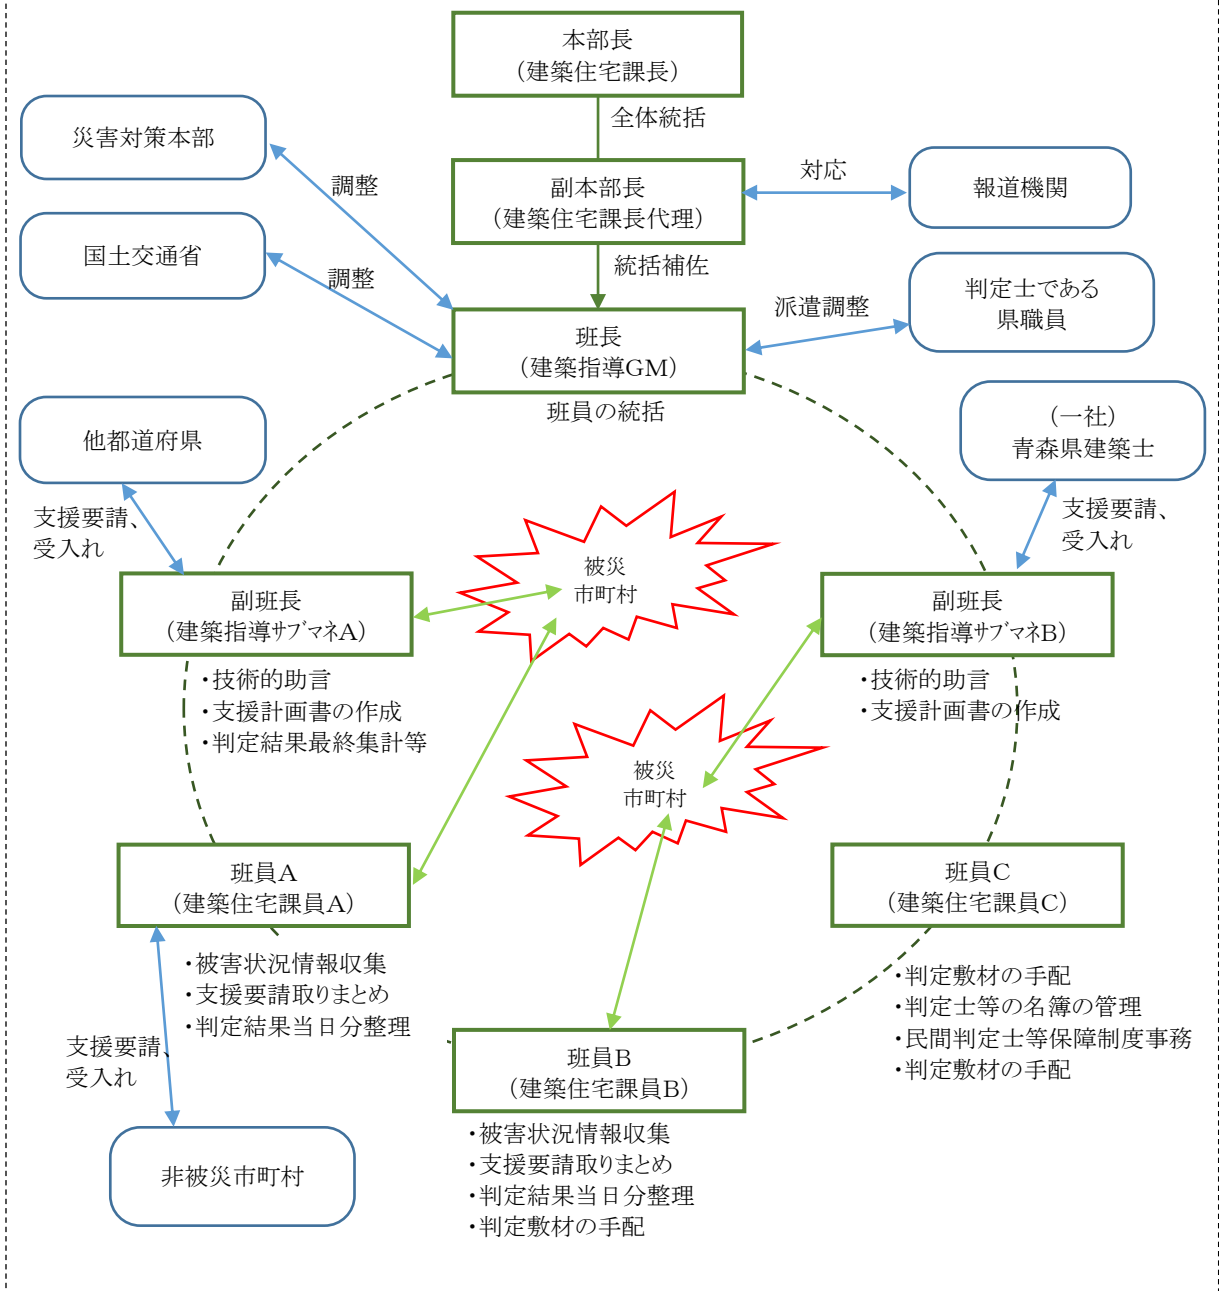 本部長
（建築住宅課長）
全体統括
災害対策本部
調整
副本部長
（建築住宅課長代理）
対応
報道機関
国土交通省
調整
統括補佐
派遣調整
判定士である
県職員
班長
（建築指導GM）
班員の統括
他都道府県
（一社）
青森県建築士
支援要請、
受入れ
支援要請、
受入れ
被災
市町村
副班長
（建築指導ｻﾌﾞﾏﾈA）
・技術的助言
・支援計画書の作成
・判定結果最終集計等
副班長
（建築指導ｻﾌﾞﾏﾈB）
・技術的助言
・支援計画書の作成
被災
市町村
班員A
（建築住宅課員A）
・被害状況情報収集
・支援要請取りまとめ
・判定結果当日分整理
班員C
（建築住宅課員C）
・判定敷材の手配
・判定士等の名簿の管理
・民間判定士等保障制度事務
・判定敷材の手配
支援要請、
受入れ
班員B
（建築住宅課員B）
・被害状況情報収集
・支援要請取りまとめ
・判定結果当日分整理
・判定敷材の手配
非被災市町村